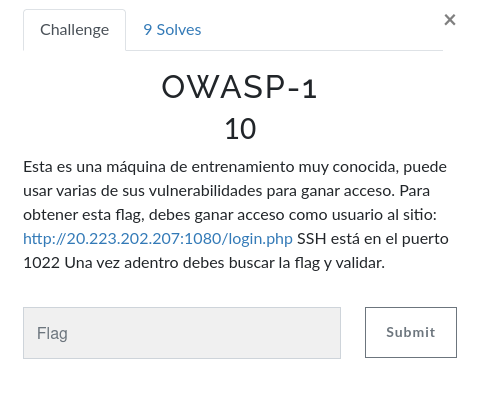 Challenge
9 Solves
×
OWASP-1
10
Esta es una máquina de entrenamiento muy conocida, puede
usar varias de sus vulnerabilidades para ganar acceso. Para
obtener esta flag, debes ganar acceso como usuario al sitio:
http://20.223.202.207:1080/login.php SSH está en el puerto
1022 Una vez adentro debes buscar la flag y validar.
Flag
Submit